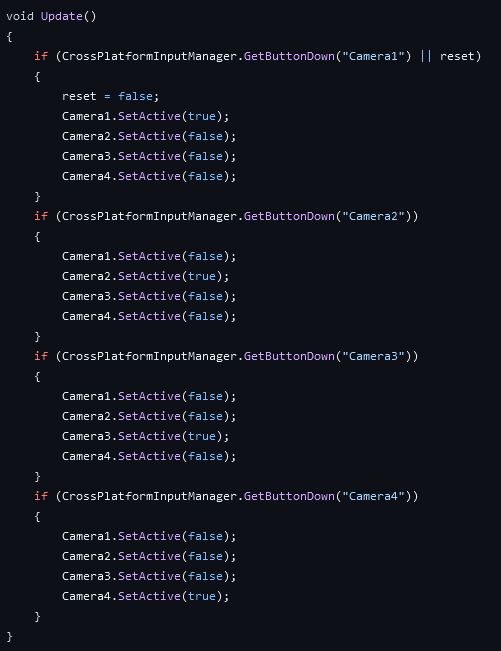 void Update()
{
    if (CrossPlatformInputManager.GetButtonDown("Camera1") || reset)
    {
        reset = false;
        Camera1.SetActive(true);
        Camera2.SetActive(false);
        Camera3.SetActive(false);
        Camera4.SetActive(false);
    }
    if (CrossPlatformInputManager.GetButtonDown("Camera2"))
    {
        Camera1.SetActive(false);
        Camera2.SetActive(true);
        Camera3.SetActive(false);
        Camera4.SetActive(false);
    }
    if (CrossPlatformInputManager.GetButtonDown("Camera3"))
    {
        Camera1.SetActive(false);
        Camera2.SetActive(false);
        Camera3.SetActive(true);
        Camera4.SetActive(false);
    }
    if (CrossPlatformInputManager.GetButtonDown("Camera4"))
    {
        Camera1.SetActive(false);
        Camera2.SetActive(false);
        Camera3.SetActive(false);
        Camera4.SetActive(true);
    }
}